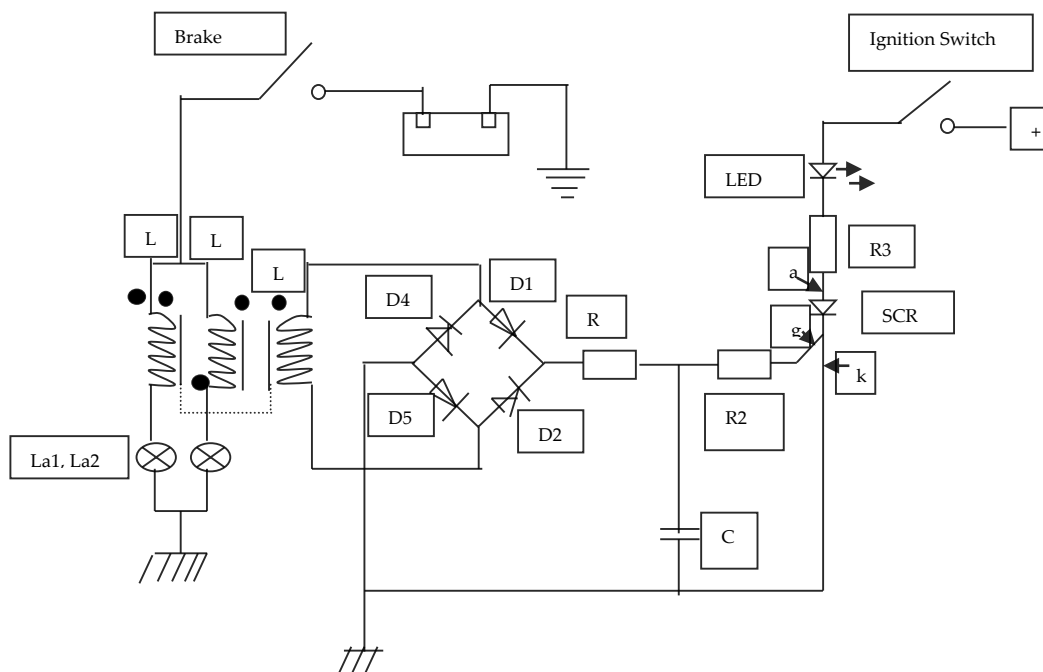 Brake
Ignition Switch
+
LED
L
L
L
R3
a
D1
D4
R
SCR
g
k
D5
D2
R2
La1, La2
C